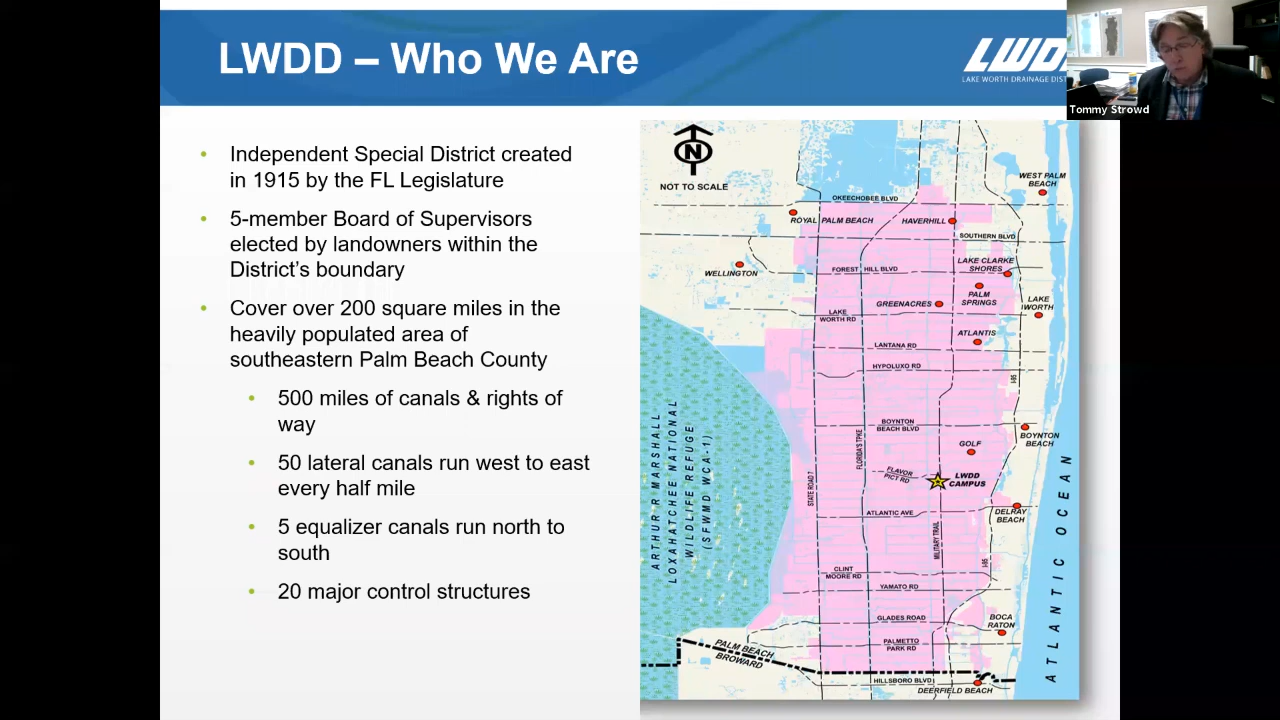 LWDD – Who We Are
LWD
LAKE WORTH DRAINAGE DIST
Tommy Strowd
• Independent Special District created
in 1915 by the FL Legislature
• 5-member Board of Supervisors
elected by landowners within the
District's boundary
• Cover over 200 square miles in the
heavily populated area of
southeastern Palm Beach County
• 500 miles of canals & rights of
way
• 50 lateral canals run west to east
every half mile
• 5 equalizer canals run north to
south
• 20 major control structures
N
NOT TO SCALE
WEST PALM
BEACH
OKEECHOBEE BLVD
ROYAL PALM BEACH
HAVERHILL
SOUTHERN BLVD
WELLINGTON
FOREST HILL BLVD
LAKE CLARKE
SHORES
PALM
SPRINGS
GREENACRES
LAKE
WORTH
LAKE
WORTH RD
ATLANTIS
LANTANA RD
HYPOLUXO RD
I-95
BOYNTON
BEACH BLVD
BOYNTON
BEACH
FLORIDA'S TPKE
GOLF
FLAVOR
PICT RD
LWDD
CAMPUS
STATE ROAD 7
ATLANTIC AVE
DELRAY
BEACH
MILITARY TRAIL
I-95
CLINT
MOORE RD
YAMATO RD
GLADES ROAD
BOCA
RATON
PALMETTO
PARK RD
PALM BEACH
BROWARD
HILLSBORO BLVD
DEERFIELD BEACH
ARTHUR MARSHALL
LOXAHATCHEE NATIONAL
WILDLIFE REFUGE
(SFWMD WCA-1)
ATLANTIC OCEAN